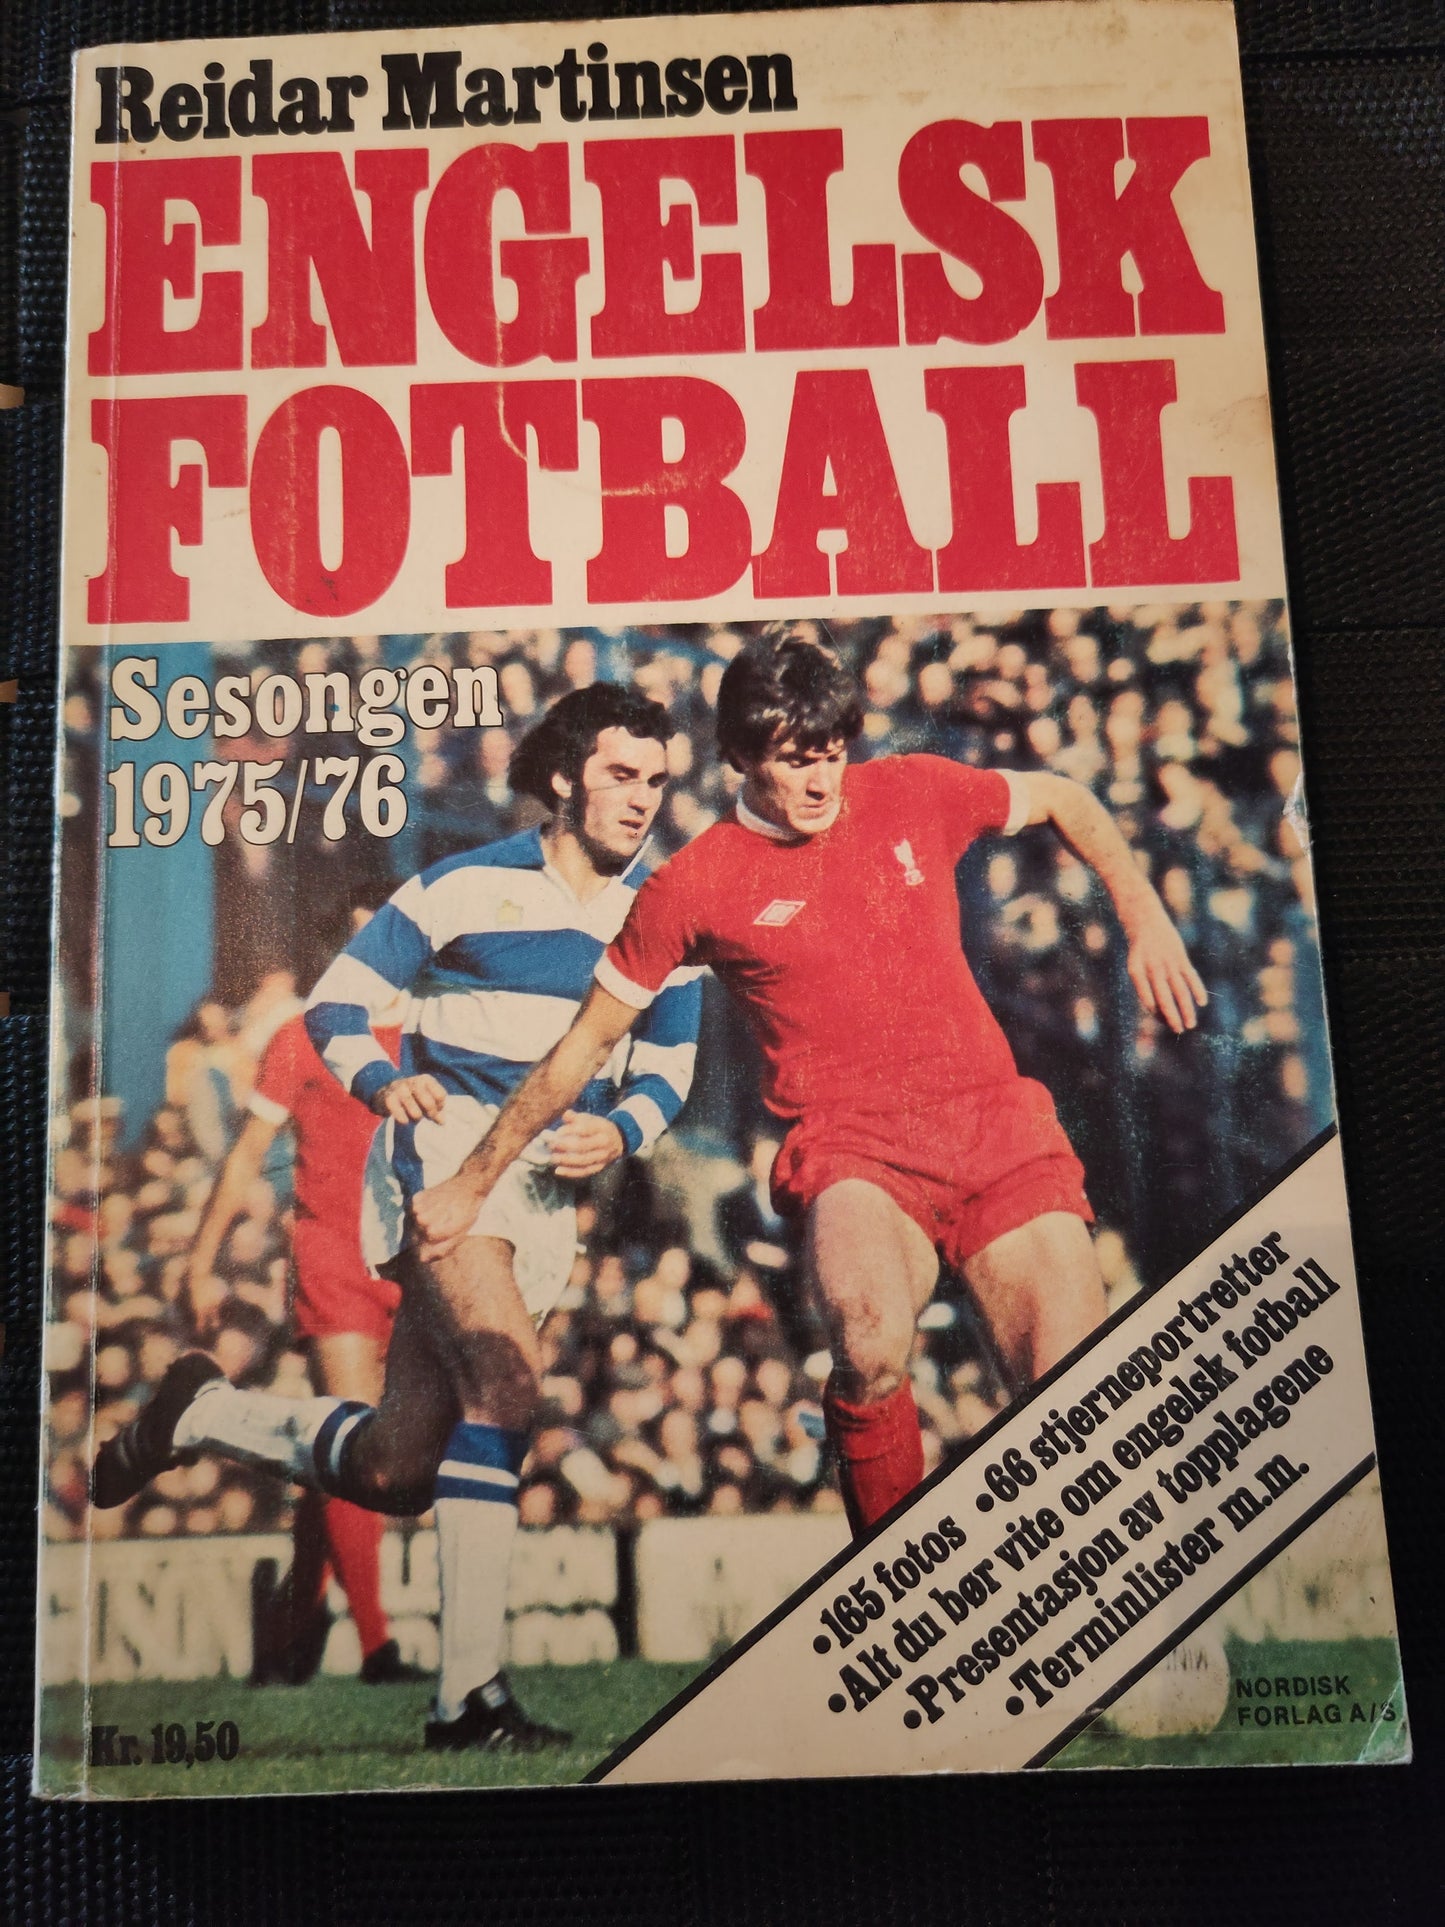 Reidar Martinsen
ENGELSK
FOTBALL
Sesongen
1975/76
•165 fotos •66 stjerneportretter
•Alt du bør vite om engelsk fotball
•Presentasjon av topplagene
•Terminlister m.m.
NORDISK
FORLAG A/S
Kr. 19,50